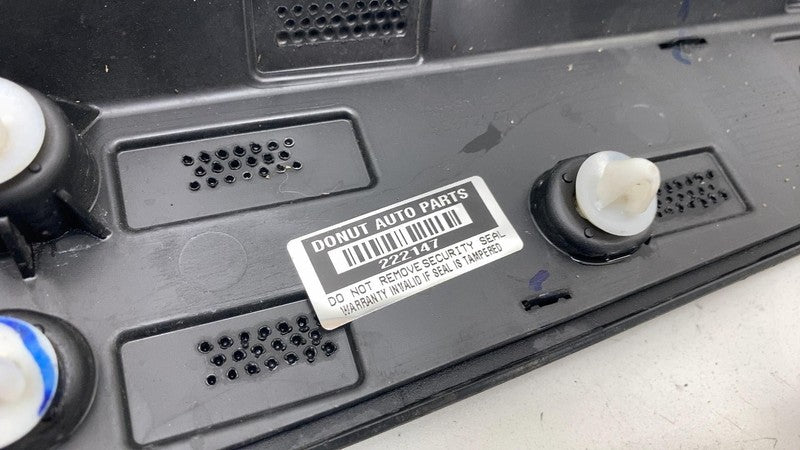 DONUT AUTO PARTS
222147
DO NOT REMOVE SECURITY SEAL
WARRANTY INVALID IF SEAL IS TAMPERED